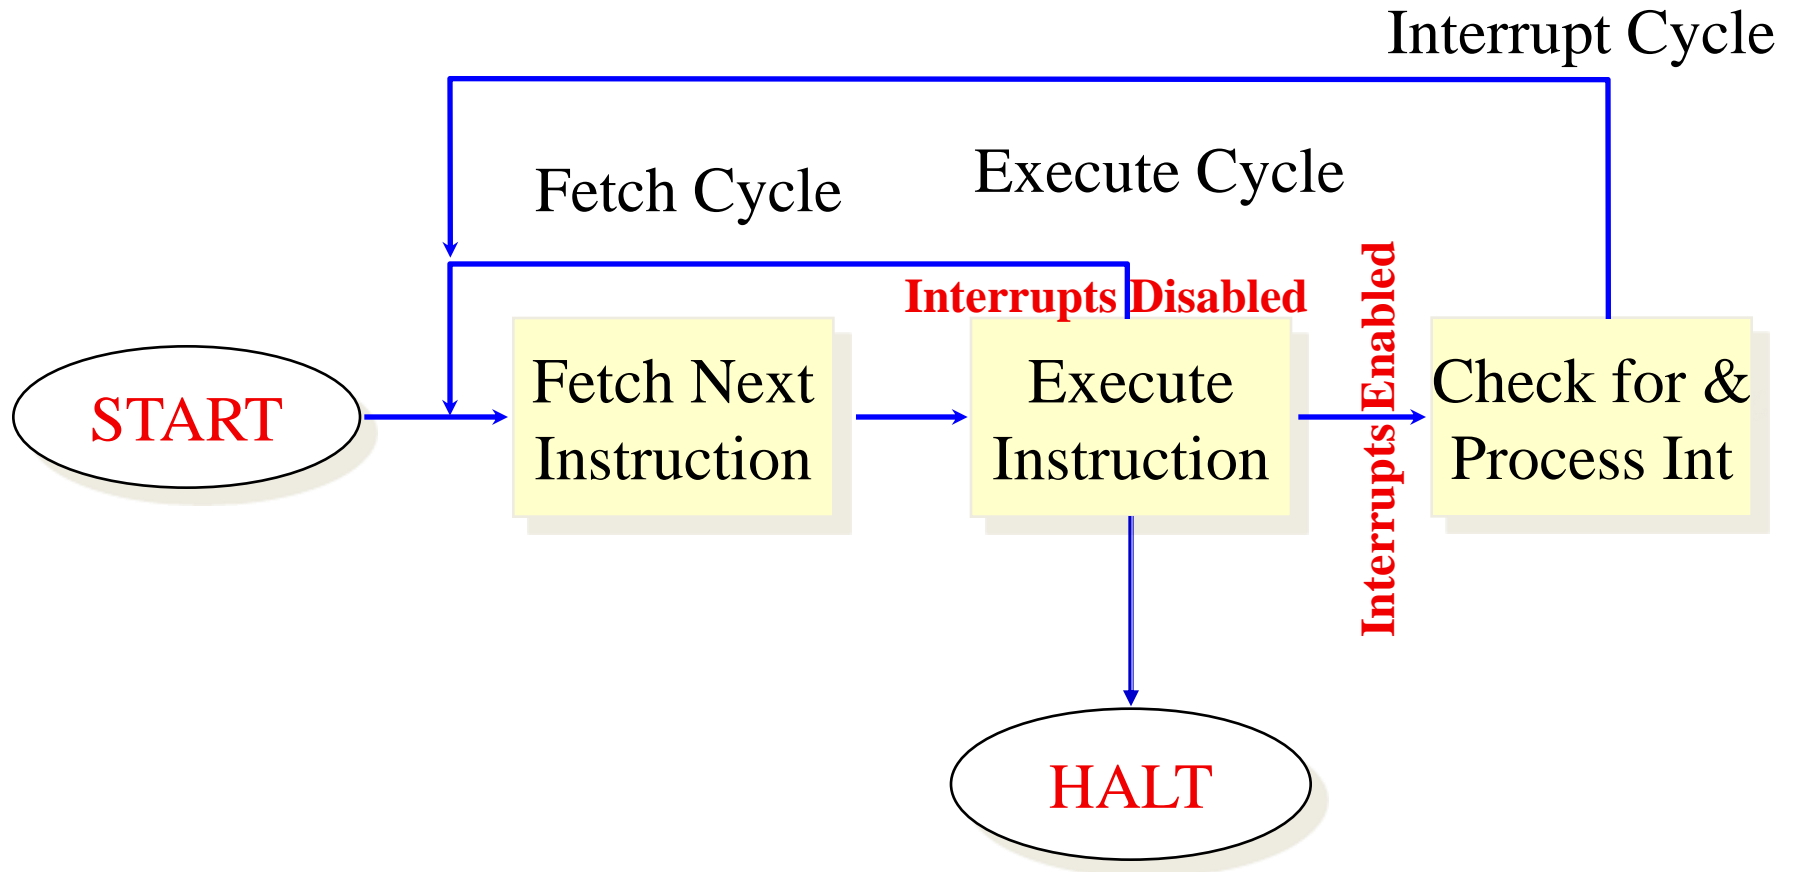 Interrupt Cycle
Fetch Cycle
Execute Cycle
Interrupts Disabled
Interrupts Enabled
START
Fetch Next
Instruction
Execute
Instruction
Check for &
Process Int
HALT